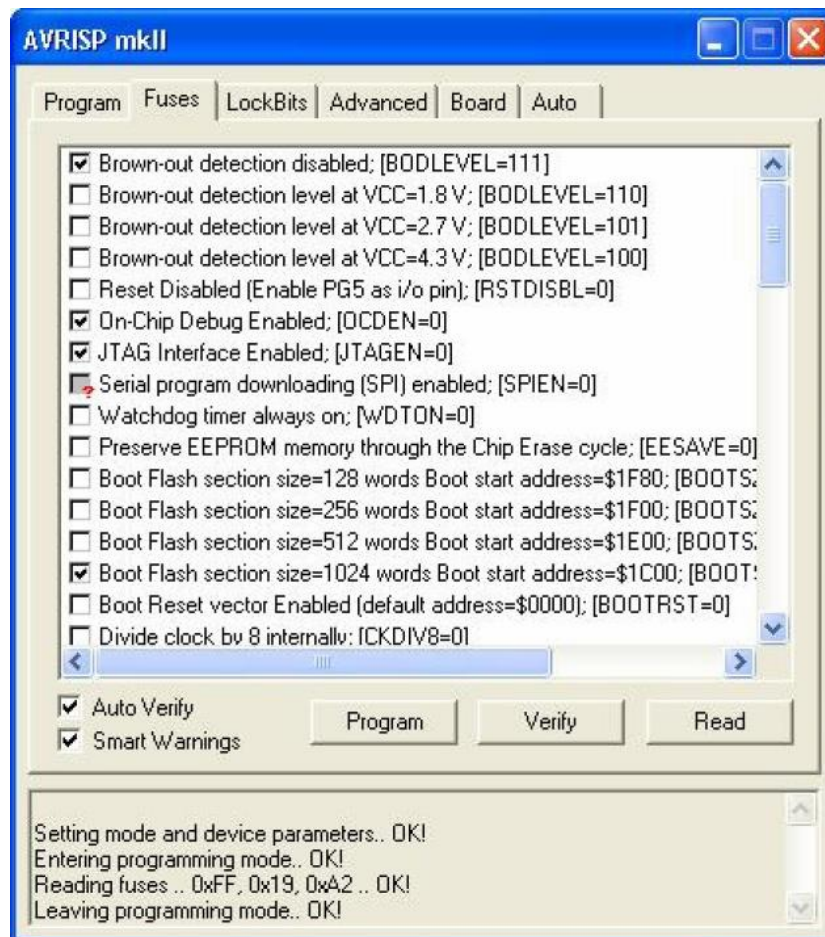 AVRISP mkII
Program Fuses LockBits Advanced Board Auto
Brown-out detection disabled; [BODLEVEL=111]
Brown-out detection level at VCC=1.8 V; [BODLEVEL=110]
Brown-out detection level at VCC=2.7 V; [BODLEVEL=101]
Brown-out detection level at VCC=4.3 V; [BODLEVEL=100]
Reset Disabled (Enable PG5 as i/o pin); [RSTDISBL=0]
On-Chip Debug Enabled; [OCDEN=0]
JTAG Interface Enabled; [JTAGEN=0]
? Serial program downloading (SPI) enabled; [SPIEN=0]
Watchdog timer always on; [WDTON=0]
Preserve EEPROM memory through the Chip Erase cycle; [EESAVE=0]
Boot Flash section size=128 words Boot start address=$1F80; [BOOTSZ
Boot Flash section size=256 words Boot start address=$1F00; [BOOTSZ
Boot Flash section size=512 words Boot start address=$1E00; [BOOTSZ
Boot Flash section size=1024 words Boot start address=$1C00; [BOOTS
Boot Reset vector Enabled (default address=$0000); [BOOTRST=0]
Divide clock by 8 internally; [CKDIV8=0]
Auto Verify
Smart Warnings
Program Verify Read
Setting mode and device parameters.. OK!
Entering programming mode.. OK!
Reading fuses .. 0xFF, 0x19, 0xA2 .. OK!
Leaving programming mode.. OK!